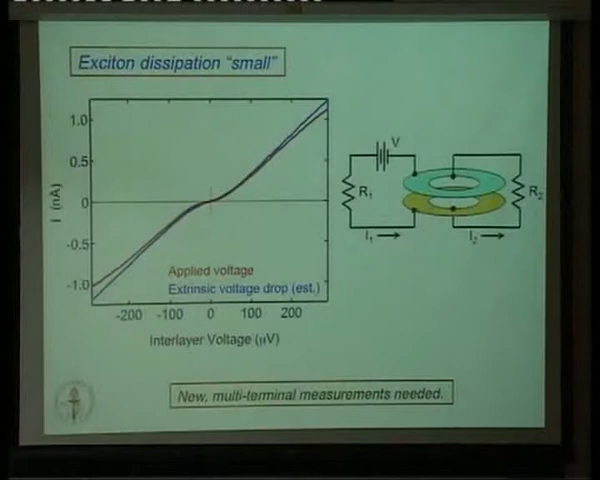 Exciton dissipation "small"
1.0
0.5
0
-0.5
-1.0
I (nA)
-200 -100 0 100 200
Interlayer Voltage (μV)
Applied voltage
Extrinsic voltage drop (est.)
V
R1
R2
I1
I2
New, multi-terminal measurements needed.